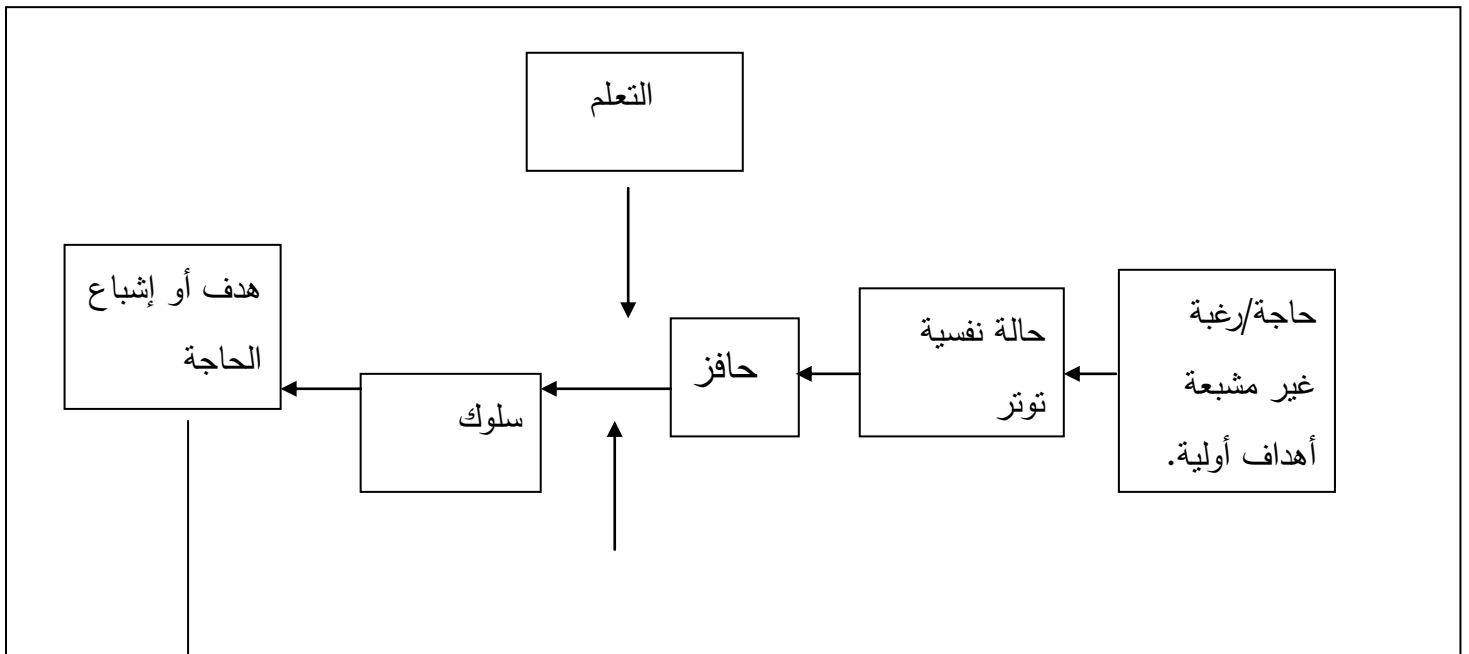 التعلم
حاجة/رغبة
غير مشبعة
أهداف أولية.
حالة نفسية
توتر
حافز
سلوك
هدف أو إشباع
الحاجة